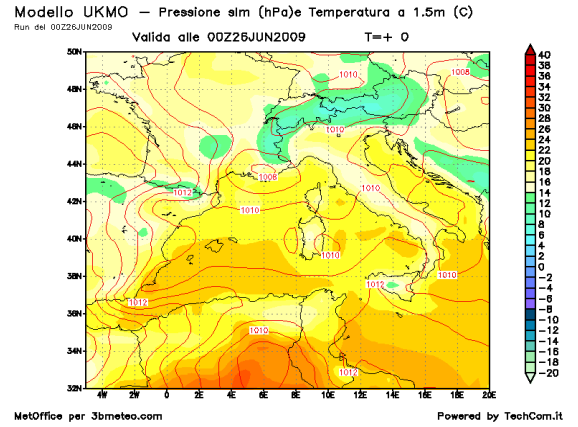 Modello UKMO – Pressione slm (hPa)e Temperatura a 1.5m (C)
Run del 00Z26JUN2009
Valida alle 00Z26JUN2009 T=+ 0
50N
48N
46N
44N
42N
40N
38N
36N
34N
32N
4W 2W 0 2E 4E 6E 8E 10E 12E 14E 16E 18E 20E
1010
1008
1010
1008
1012
1010
1010
1010
1012
1012
1010
1012
40
38
36
34
32
30
28
26
24
22
20
18
16
14
12
10
8
6
4
2
0
−2
−4
−6
−8
−10
−12
−14
−16
−18
−20
MetOffice per 3bmeteo.com
Powered by TechCom.it